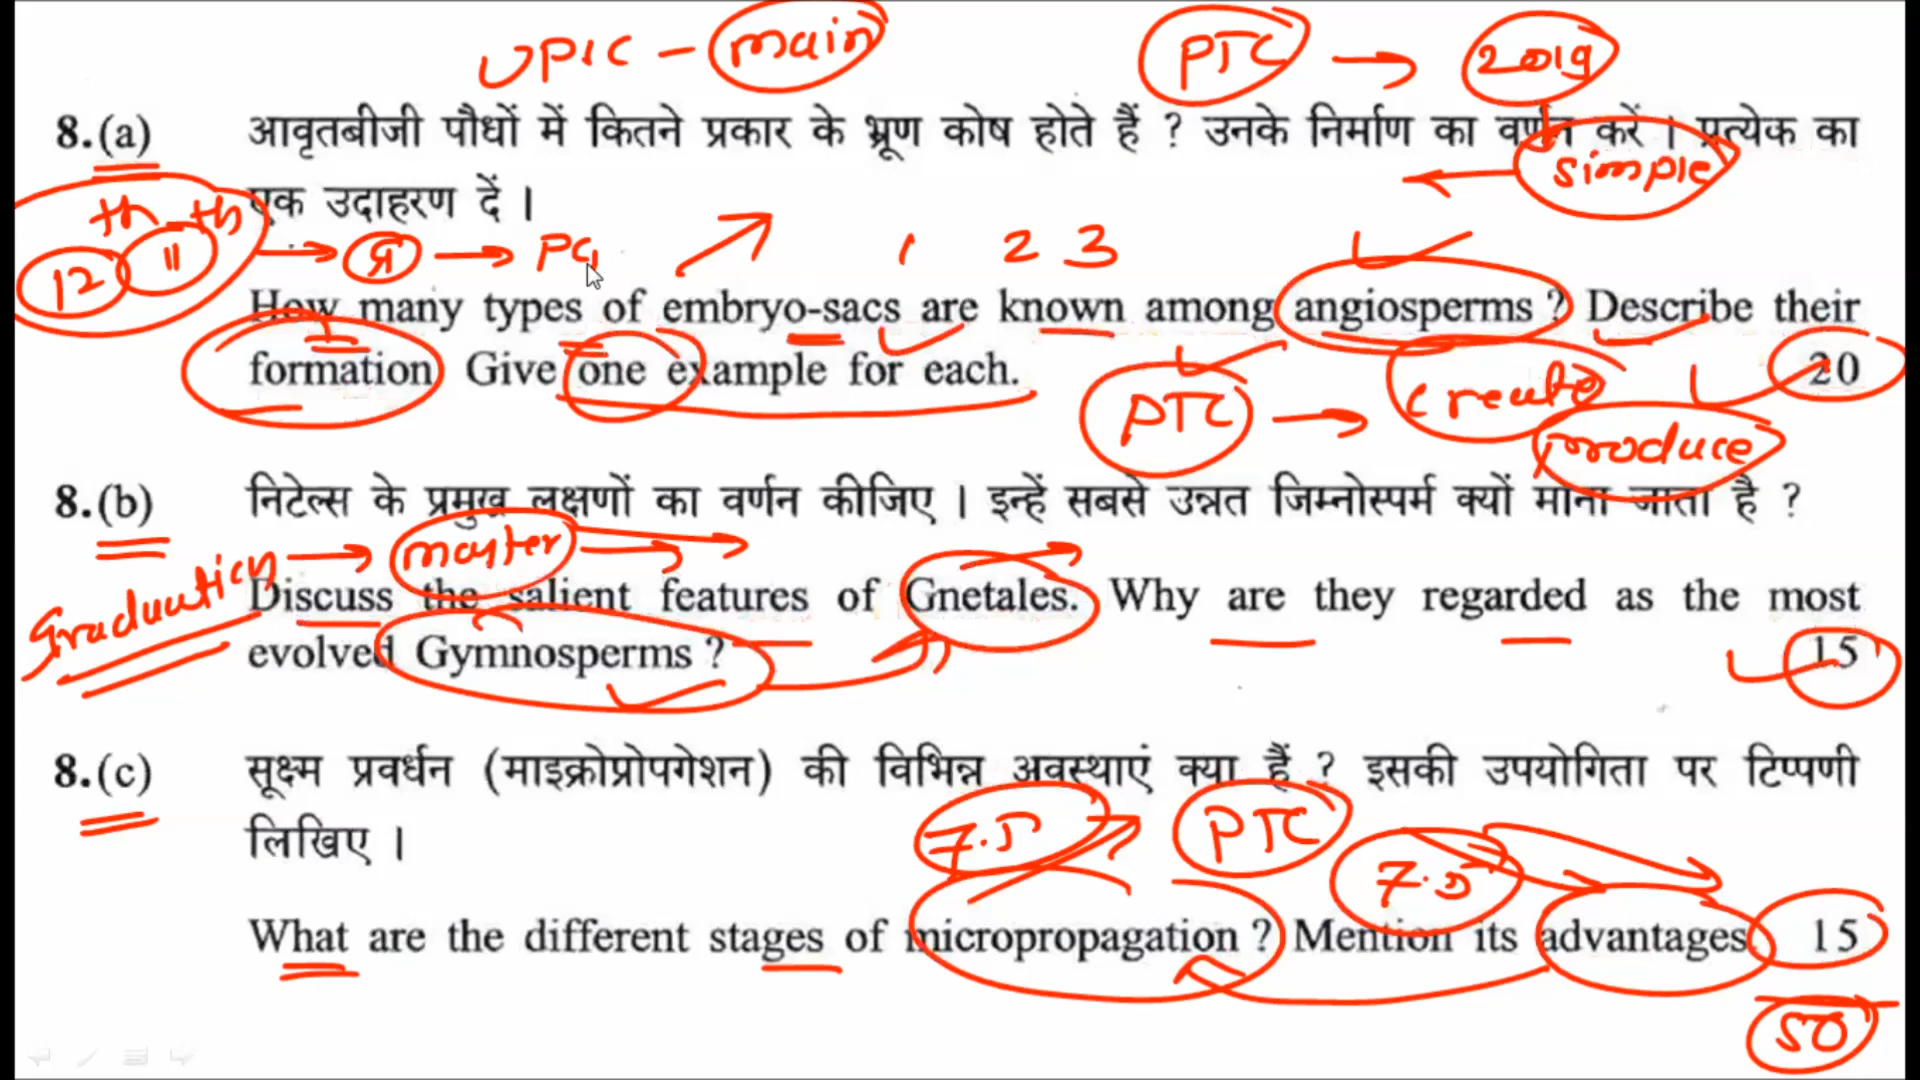 UPSC – main PTC → 2019
8.(a) आवृतबीजी पौधों में कितने प्रकार के भ्रूण कोष होते हैं ? उनके निर्माण का वर्णन करें । प्रत्येक का
simple
एक उदाहरण दें ।
12th 11th → → PG 1 2 3
How many types of embryo-sacs are known among angiosperms ? Describe their
formation. Give one example for each. 20
PTC → create
produce
8.(b) निटेल्स के प्रमुख लक्षणों का वर्णन कीजिए । इन्हें सबसे उन्नत जिम्नोस्पर्म क्यों माना जाता है ?
Graduation → master
Discuss the salient features of Gnetales. Why are they regarded as the most
evolved Gymnosperms ? 15
8.(c) सूक्ष्म प्रवर्धन (माइक्रोप्रोपगेशन) की विभिन्न अवस्थाएं क्या हैं ? इसकी उपयोगिता पर टिप्पणी
लिखिए ।
7.5 PTC 7.5
What are the different stages of micropropagation ? Mention its advantages. 15
50